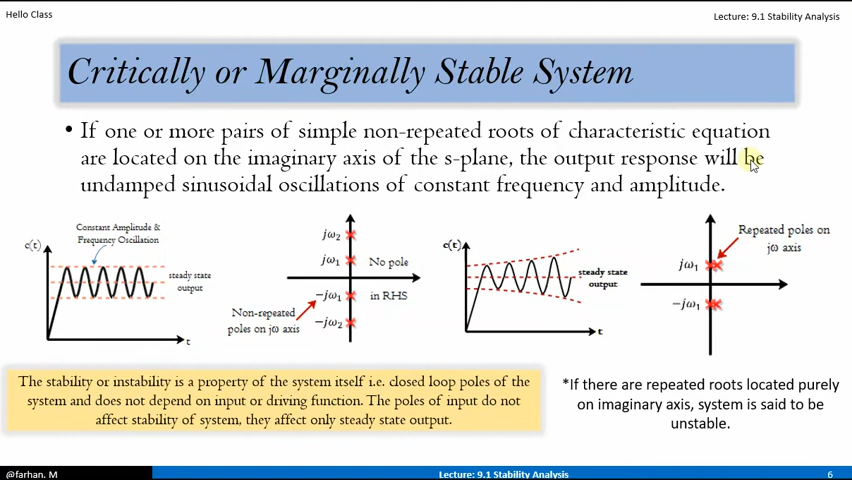 Hello Class
Lecture: 9.1 Stability Analysis
Critically or Marginally Stable System
• If one or more pairs of simple non-repeated roots of characteristic equation
are located on the imaginary axis of the s-plane, the output response will be
undamped sinusoidal oscillations of constant frequency and amplitude.
c(t)
Constant Amplitude &
Frequency Oscillation
steady state
output
t
jω₂
jω₁
No pole
−jω₁
in RHS
−jω₂
Non-repeated
poles on jω axis
c(t)
steady state
output
t
Repeated poles on
jω axis
jω₁
−jω₁
The stability or instability is a property of the system itself i.e. closed loop poles of the
system and does not depend on input or driving function. The poles of input do not
affect stability of system, they affect only steady state output.
*If there are repeated roots located purely
on imaginary axis, system is said to be
unstable.
@farhan. M
Lecture: 9.1 Stability Analysis
6